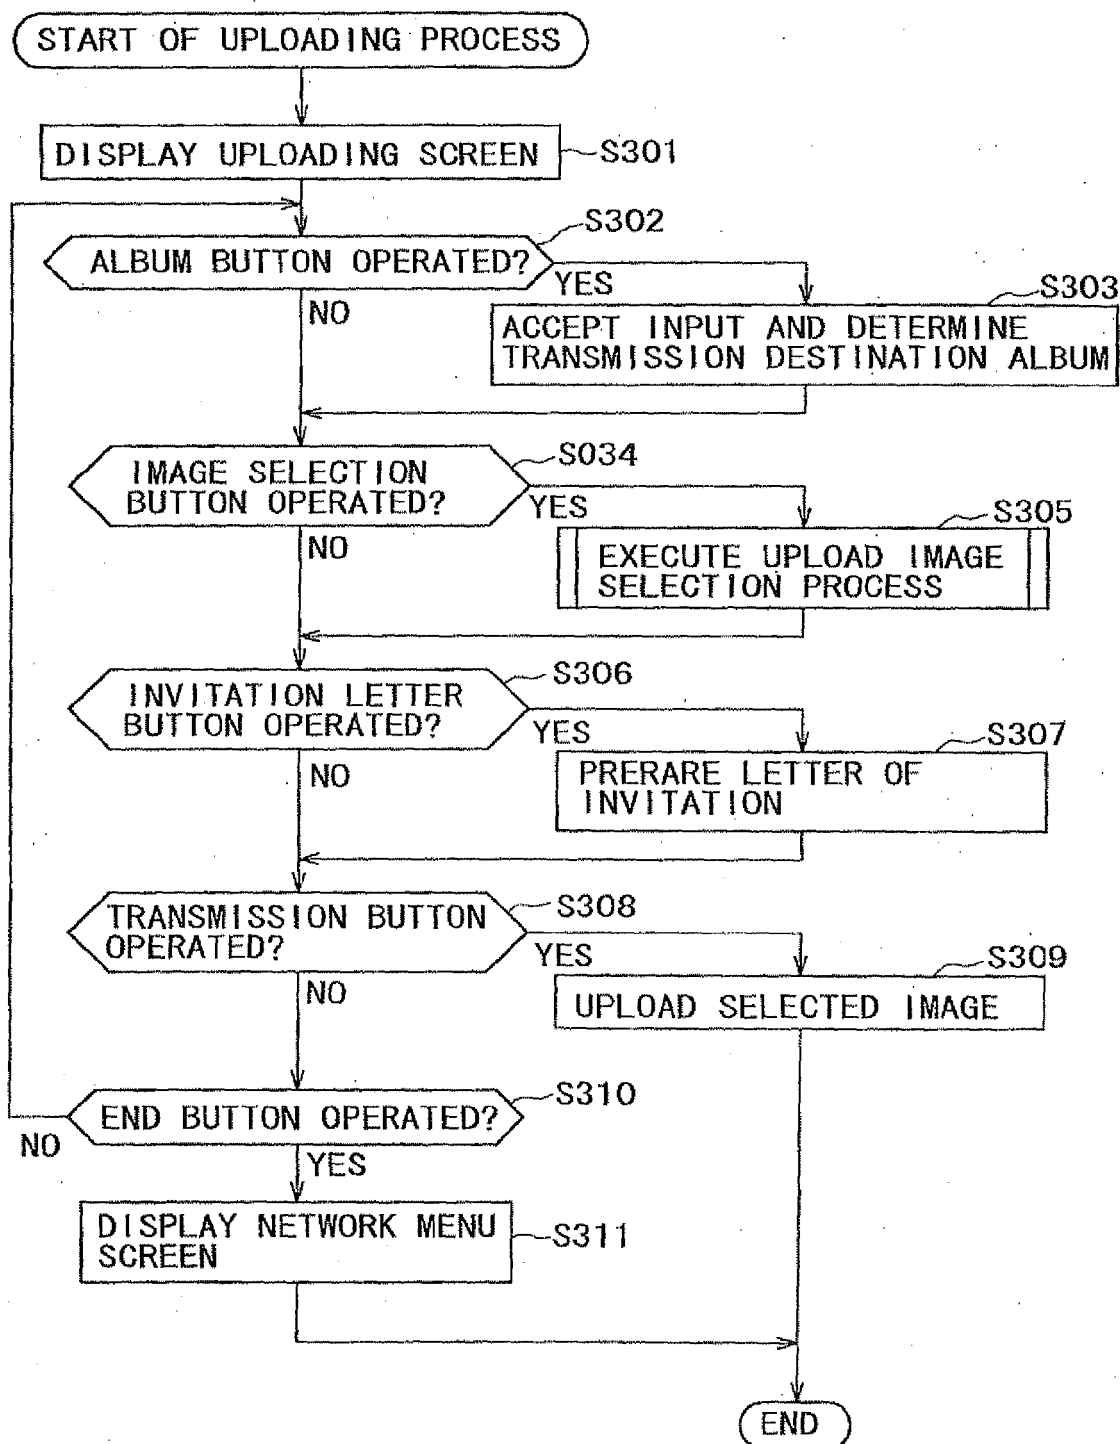 START OF UPLOADING PROCESS
DISPLAY UPLOADING SCREEN
S301
S302
ALBUM BUTTON OPERATED?
YES
NO
S303
ACCEPT INPUT AND DETERMINE
TRANSMISSION DESTINATION ALBUM
IMAGE SELECTION
BUTTON OPERATED?
S034
YES
NO
S305
EXECUTE UPLOAD IMAGE
SELECTION PROCESS
INVITATION LETTER
BUTTON OPERATED?
S306
YES
NO
S307
PRERARE LETTER OF
INVITATION
TRANSMISSION BUTTON
OPERATED?
S308
YES
NO
S309
UPLOAD SELECTED IMAGE
END BUTTON OPERATED?
S310
NO
YES
DISPLAY NETWORK MENU
SCREEN
S311
END